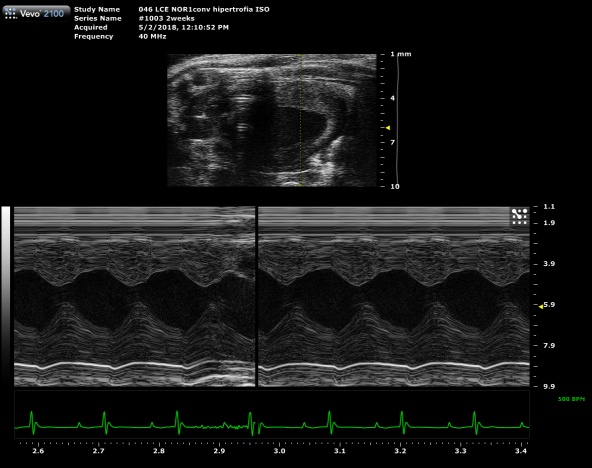 Vevo 2100
Study Name 046 LCE NOR1conv hipertrofia ISO
Series Name #1003 2weeks
Acquired 5/2/2018, 12:10:52 PM
Frequency 40 MHz
1 mm
4
7
10
1.1
1.9
3.9
5.9
7.9
9.9
500 BPM
2.6 2.7 2.8 2.9 3.0 3.1 3.2 3.3 3.4